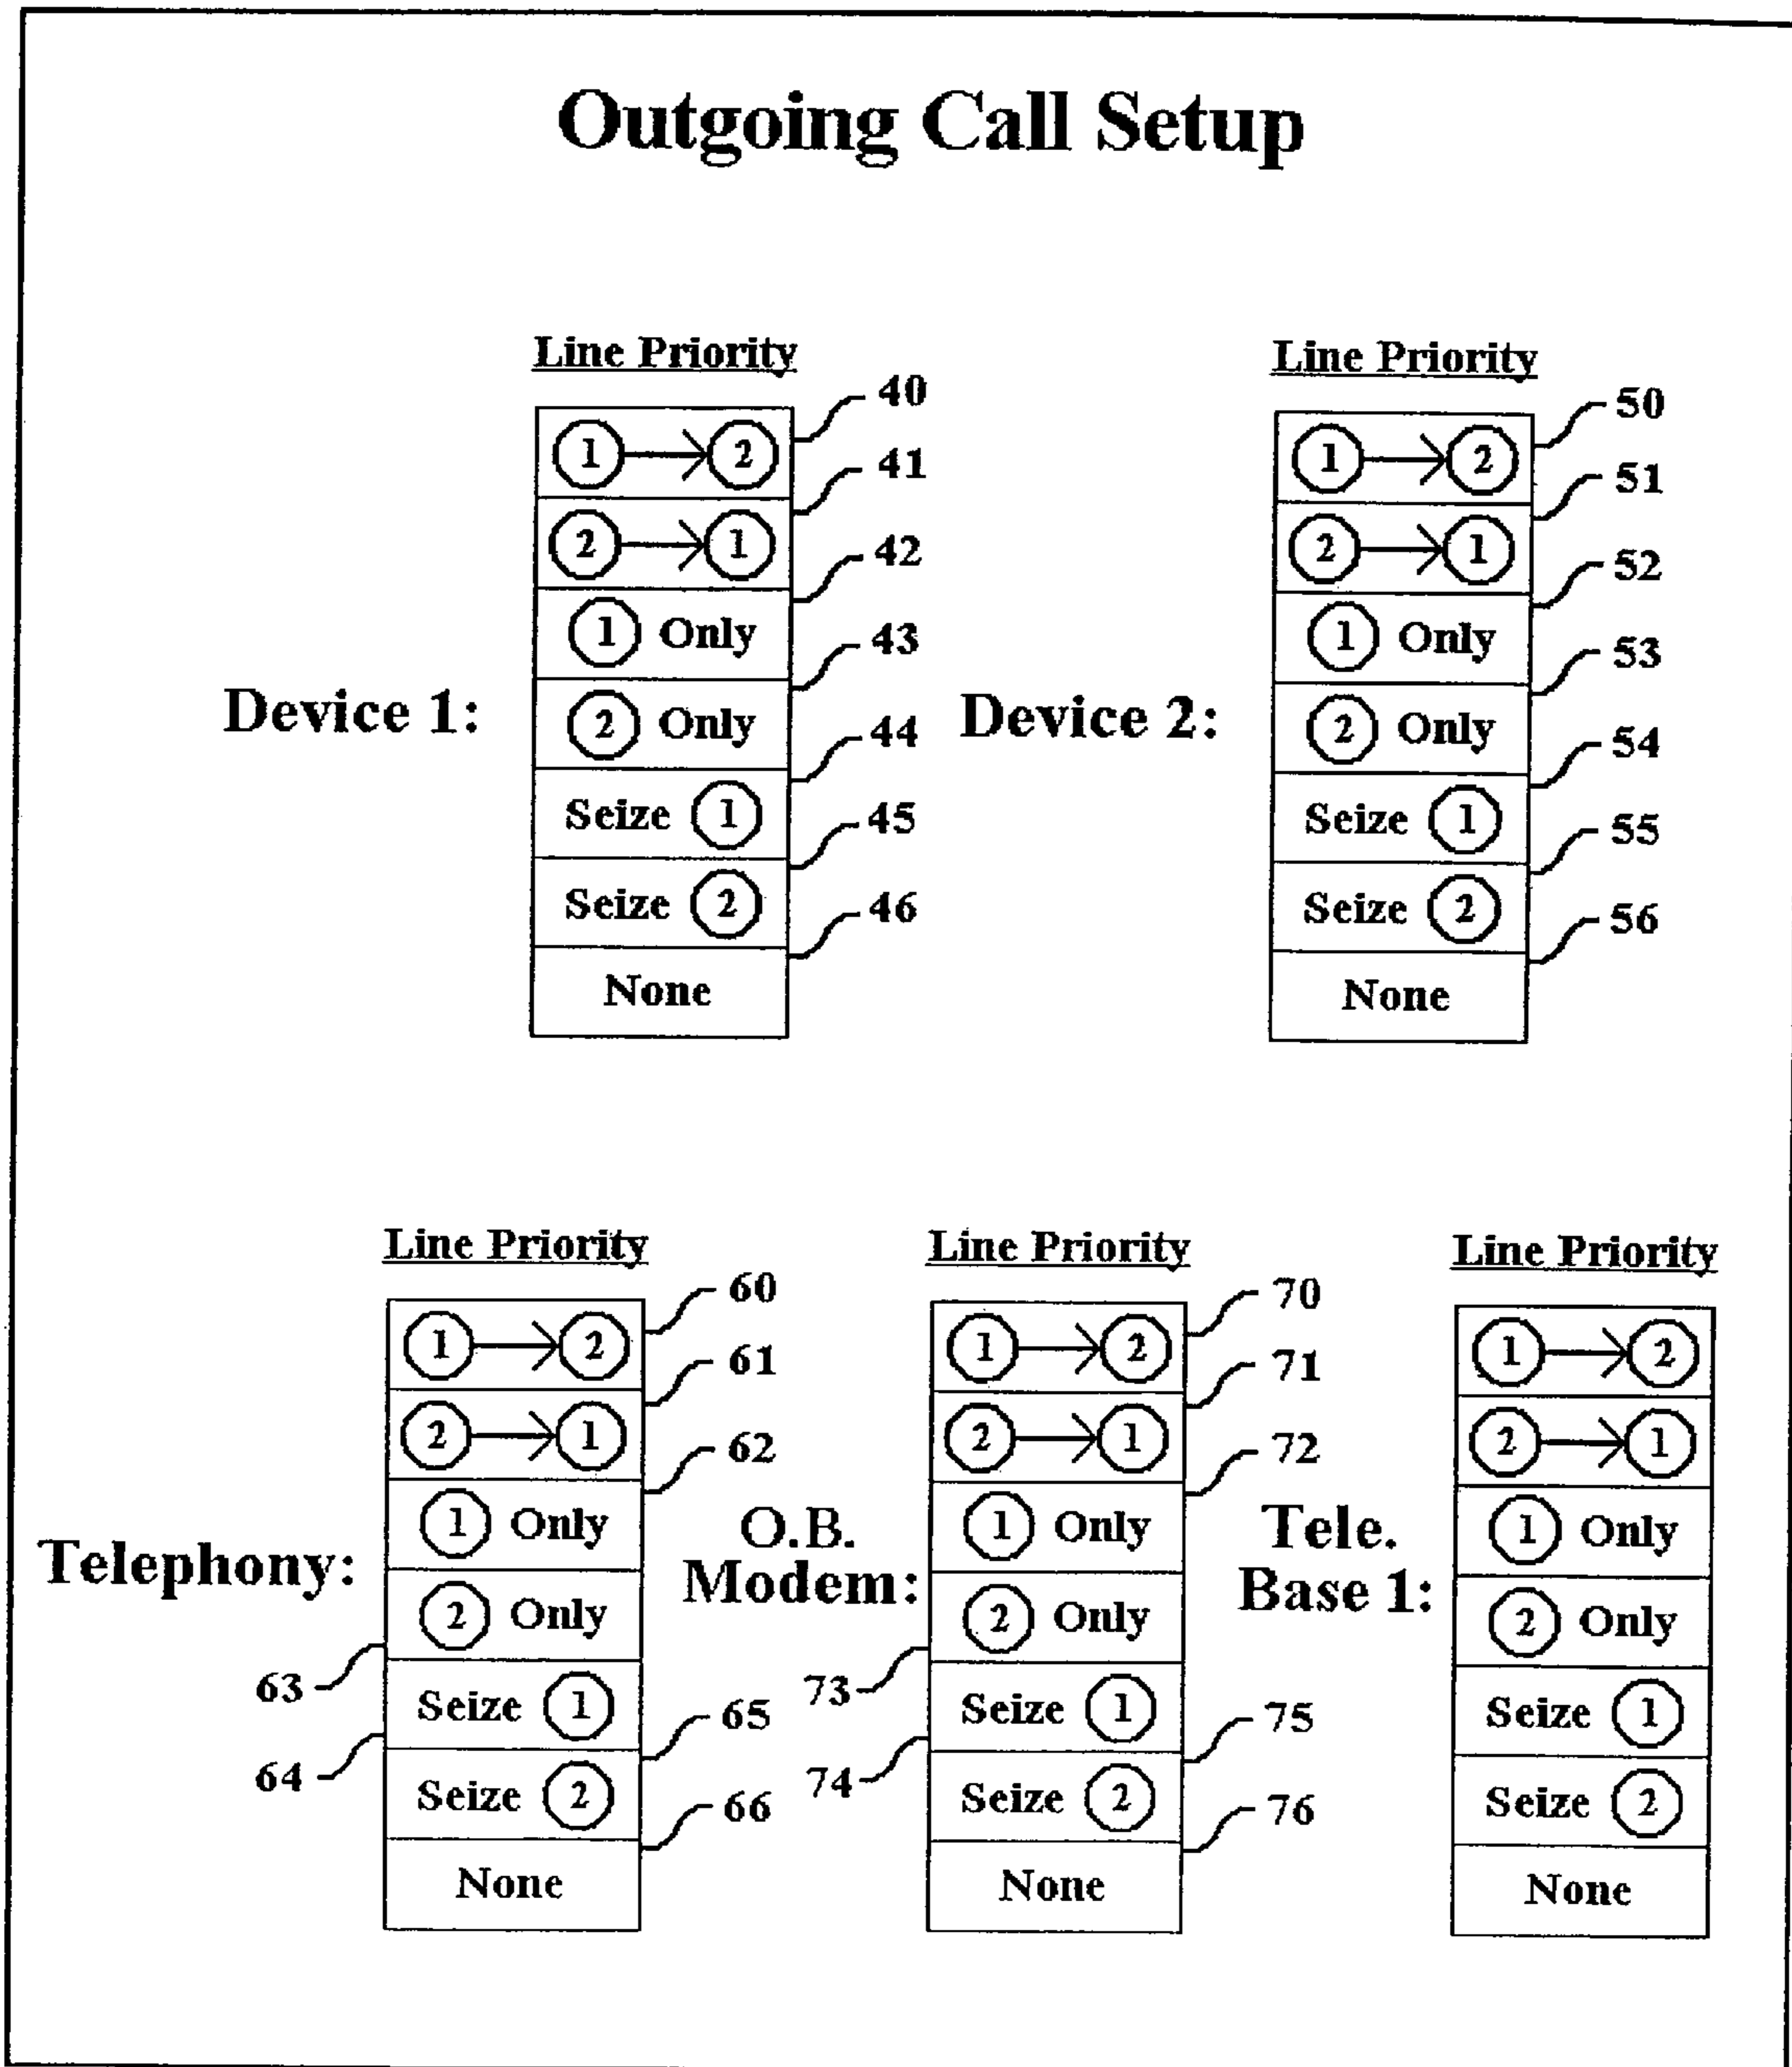 Outgoing Call Setup
Line Priority
Device 1:
1 2 40
2 1 41
1 Only 42
2 Only 43
Seize 1 44
Seize 2 45
None 46
Line Priority
Device 2:
1 2 50
2 1 51
1 Only 52
2 Only 53
Seize 1 54
Seize 2 55
None 56
Line Priority
Telephony:
1 2 60
2 1 61
1 Only 62
2 Only 63
Seize 1 64
Seize 2 65
None 66
Line Priority
O.B.
Modem:
1 2 70
2 1 71
1 Only 72
2 Only 73
Seize 1 74
Seize 2 75
None 76
Line Priority
Tele.
Base 1:
1 2
2 1
1 Only
2 Only
Seize 1
Seize 2
None